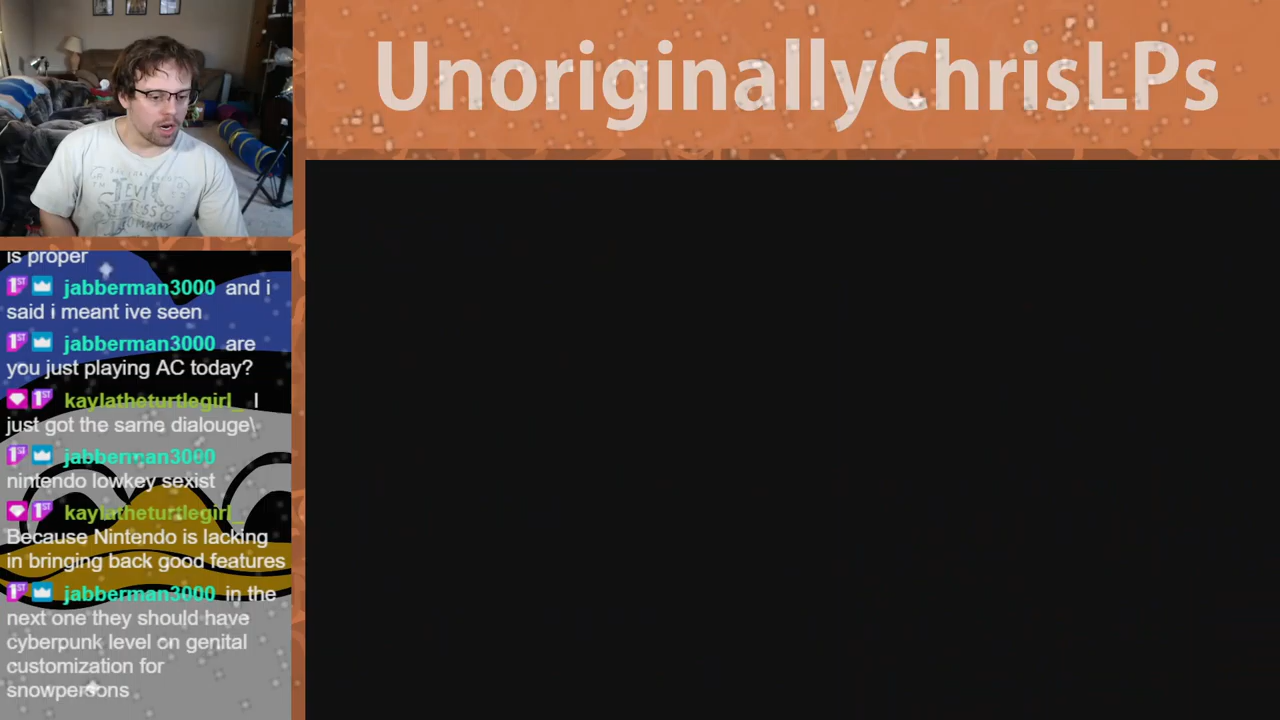 UnoriginallyChrisLPs
is proper
jabberman3000 and i
said i meant ive seen
jabberman3000 are
you just playing AC today?
kaylatheturtlegirl_ I
just got the same dialouge\
jabberman3000
nintendo lowkey sexist
kaylatheturtlegirl_
Because Nintendo is lacking
in bringing back good features
jabberman3000 in the
next one they should have
cyberpunk level on genital
customization for
snowpersons